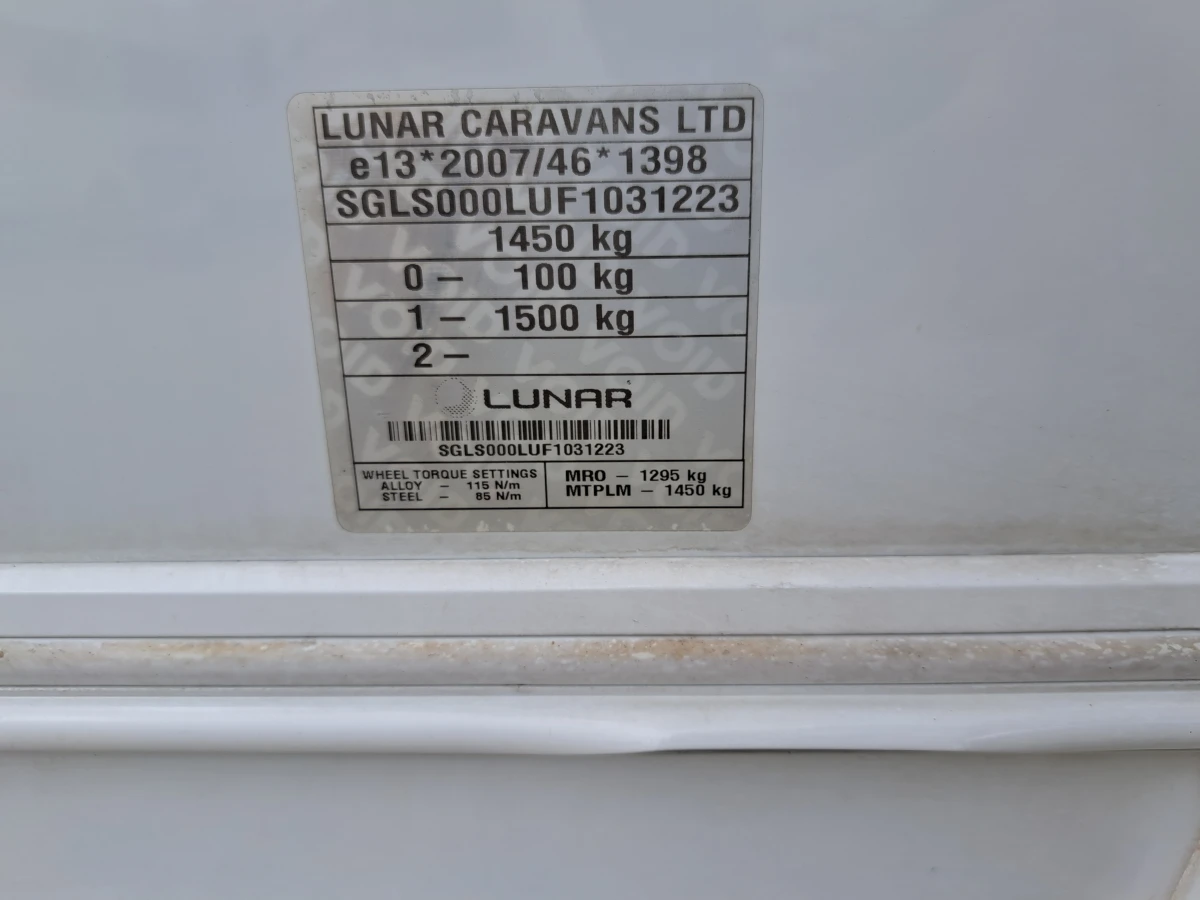 LUNAR CARAVANS LTD
e13*2007/46*1398
SGLS000LUF1031223
1450 kg
0 - 100 kg
1 - 1500 kg
2 -
LUNAR
SGLS000LUF1031223
WHEEL TORQUE SETTINGS
ALLOY - 115 N/m
STEEL - 85 N/m
MRO - 1295 kg
MTPLM - 1450 kg